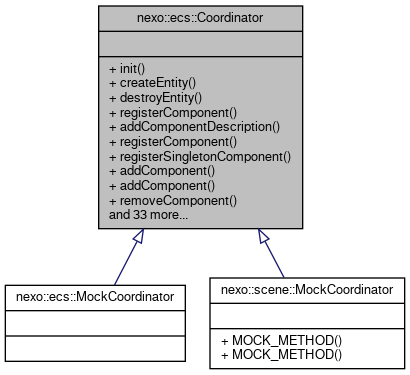 nexo::ecs::Coordinator
+ init()
+ createEntity()
+ destroyEntity()
+ registerComponent()
+ addComponentDescription()
+ registerComponent()
+ registerSingletonComponent()
+ addComponent()
+ addComponent()
+ removeComponent()
and 33 more...
nexo::ecs::MockCoordinator
nexo::scene::MockCoordinator
+ MOCK_METHOD()
+ MOCK_METHOD()